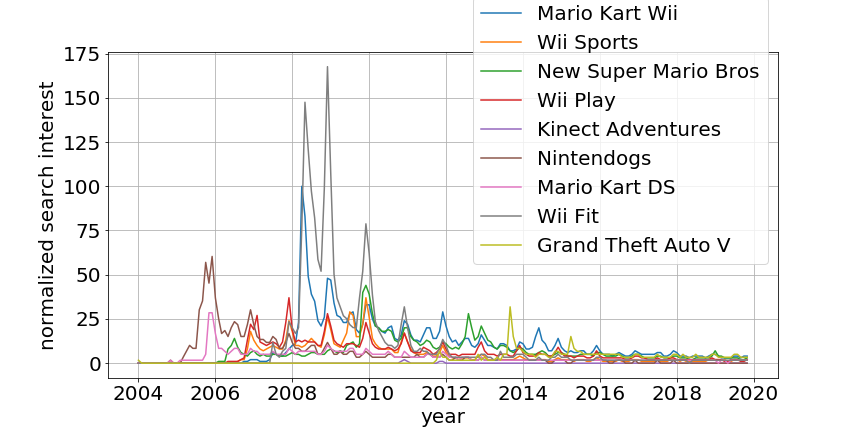 Mario Kart Wii
Wii Sports
New Super Mario Bros
Wii Play
Kinect Adventures
Nintendogs
Mario Kart DS
Wii Fit
Grand Theft Auto V
normalized search interest
175
150
125
100
75
50
25
0
2004 2006 2008 2010 2012 2014 2016 2018 2020
year